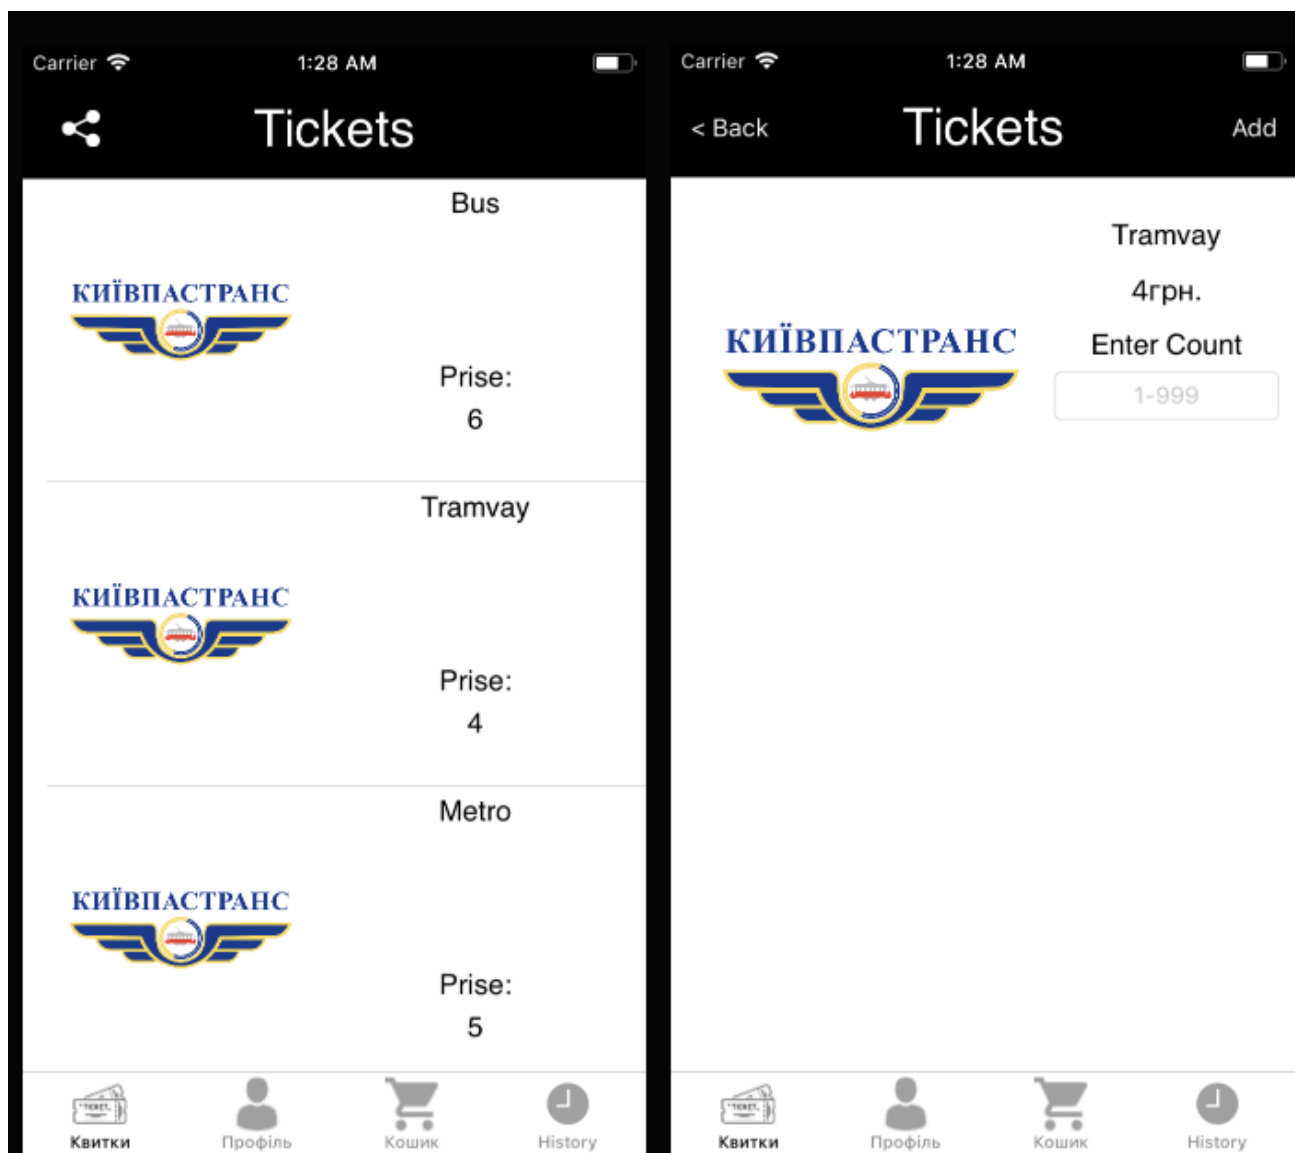 Carrier
1:28 AM
Tickets
Bus
КИЇВПАСТРАНС
Prise:
6
Tramvay
КИЇВПАСТРАНС
Prise:
4
Metro
КИЇВПАСТРАНС
Prise:
5
Квитки
Профіль
Кошик
History
Carrier
1:28 AM
< Back
Tickets
Add
Tramvay
4грн.
КИЇВПАСТРАНС
Enter Count
1-999
Квитки
Профіль
Кошик
History